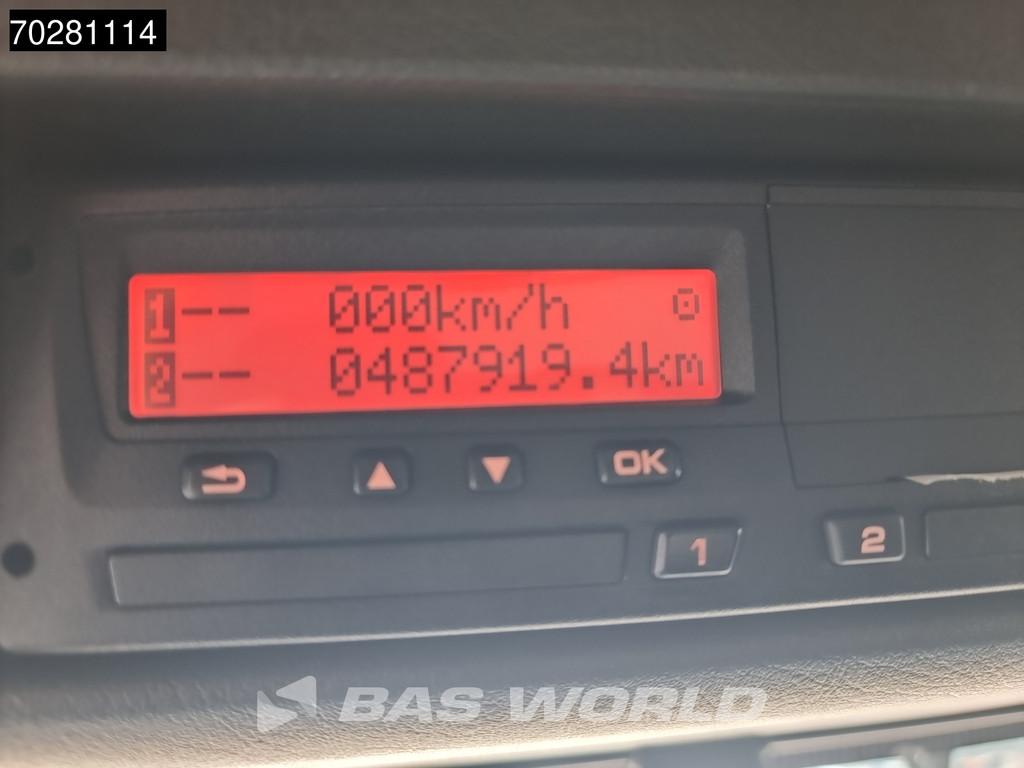 70281114
1-- 000km/h
2-- 0487919.4km
OK
1 2
BAS WORLD